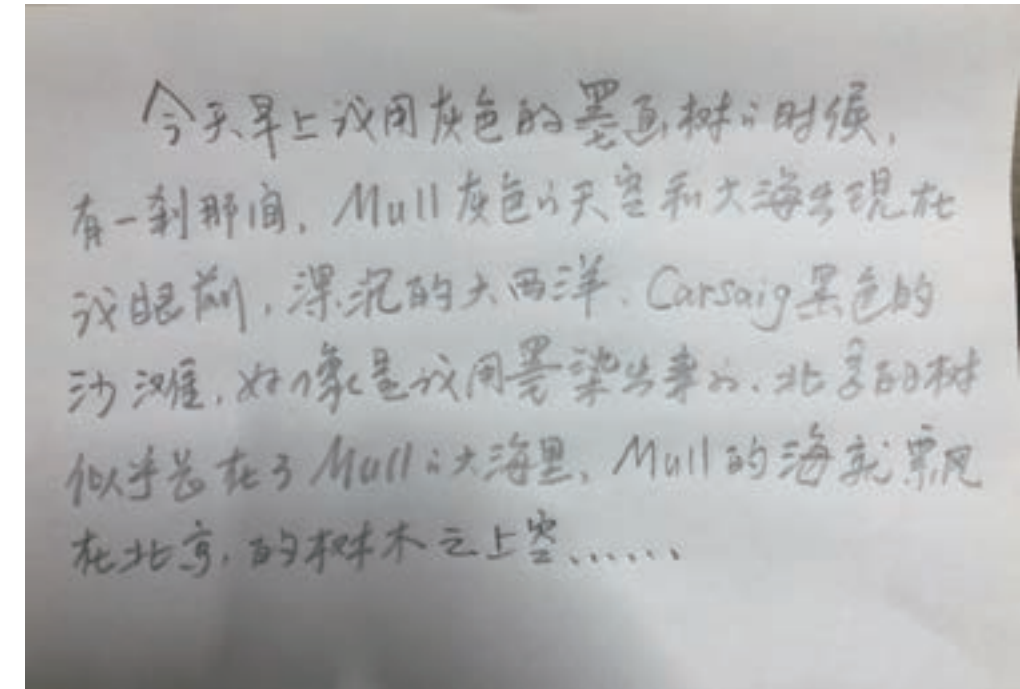 今天早上我用灰色的墨画树的时候,
有一刹那间, Mull灰色的天空和大海出现在
我眼前, 深沉的大西洋、Carsaig黑色的
沙滩, 好像是我用墨染出来的、北京的树
似乎长在了Mull的大海里, Mull的海就飘
在北京, 的树木之上空......